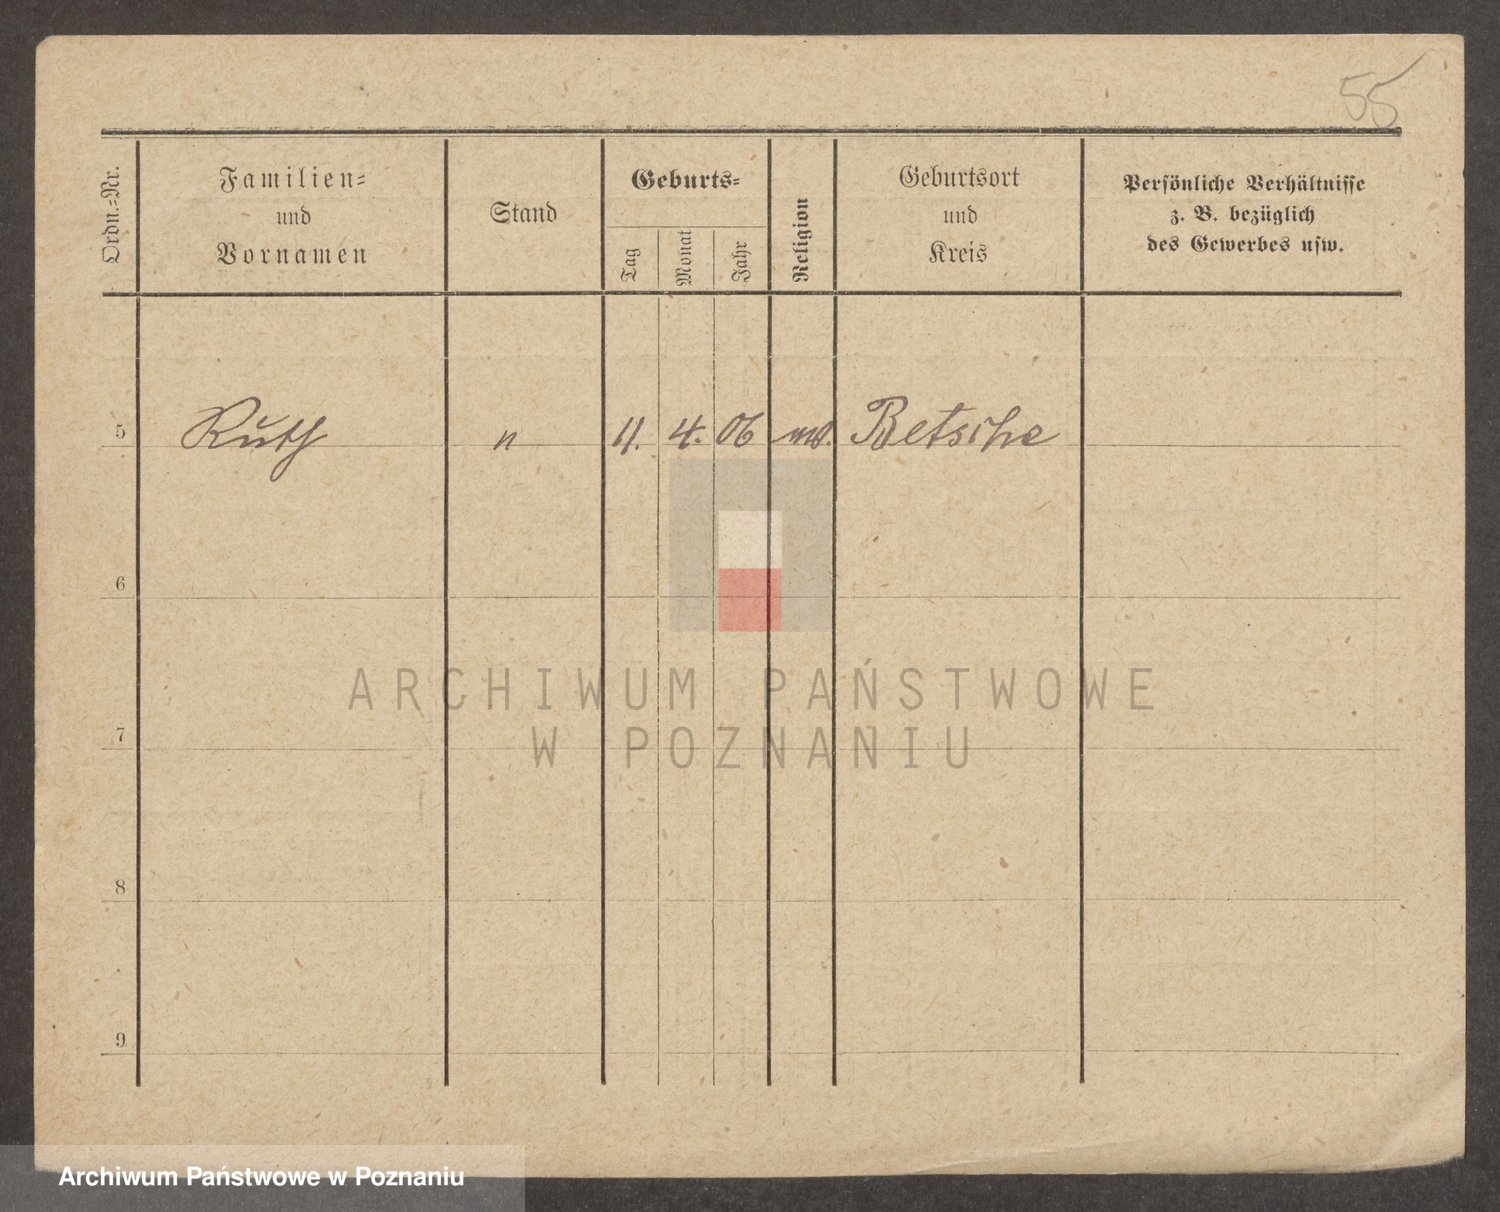 55
Ordn.-Nr.
Familien-
und
Vornamen
Stand
Geburts-
Tag
Monat
Jahr
Religion
Geburtsort
und
Kreis
Persönliche Verhältnisse
z. B. bezüglich
des Gewerbes usw.
5 Ruth " 11. 4. 06 Betsche
6
7
8
9
ARCHIWUM PAŃSTWOWE
W POZNANIU
Archiwum Państwowe w Poznaniu